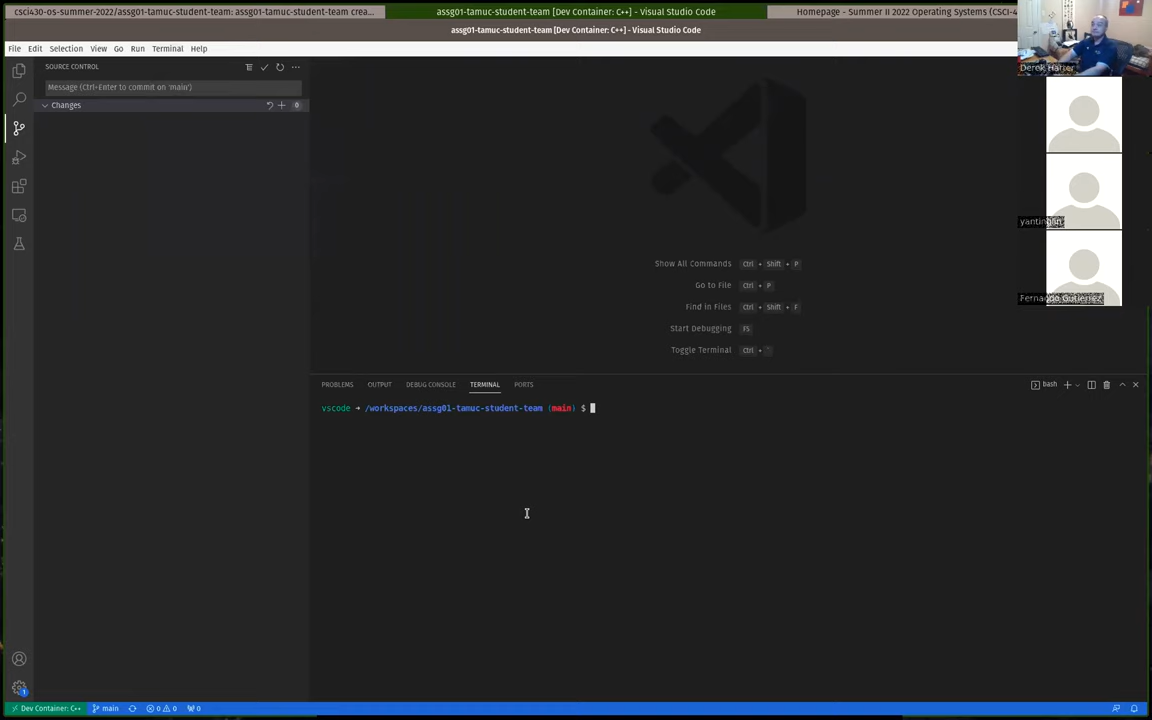 csci430-os-summer-2022/assg01-tamuc-student-team: assg01-tamuc-student-team crea...
assg01-tamuc-student-team [Dev Container: C++] - Visual Studio Code
Homepage - Summer II 2022 Operating Systems (CSCI-4
assg01-tamuc-student-team [Dev Container: C++] - Visual Studio Code
File Edit Selection View Go Run Terminal Help
Derek Harter
SOURCE CONTROL
Message (Ctrl+Enter to commit on 'main')
Changes 0
yanting
Fernando Gutierrez
Show All Commands Ctrl + Shift + P
Go to File Ctrl + P
Find in Files Ctrl + Shift + F
Start Debugging F5
Toggle Terminal Ctrl + `
PROBLEMS OUTPUT DEBUG CONSOLE TERMINAL PORTS
bash
vscode → /workspaces/assg01-tamuc-student-team (main) $
1
Dev Container: C++ main 0 0 0